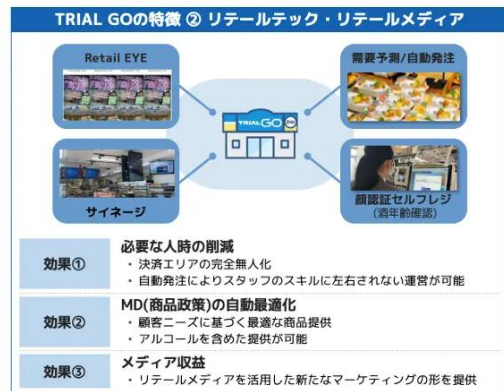 TRIAL GOの特徴 ② リテールテック・リテールメディア
Retail EYE
需要予測/自動発注
TRIAL GO
サイネージ
顔認証セルフレジ
(酒年齢確認)
効果①
必要な人時の削減
・決済エリアの完全無人化
・自動発注によりスタッフのスキルに左右されない運営が可能
効果②
MD(商品政策)の自動最適化
・顧客ニーズに基づく最適な商品提供
・アルコールを含めた提供が可能
効果③
メディア収益
・リテールメディアを活用した新たなマーケティングの形を提供